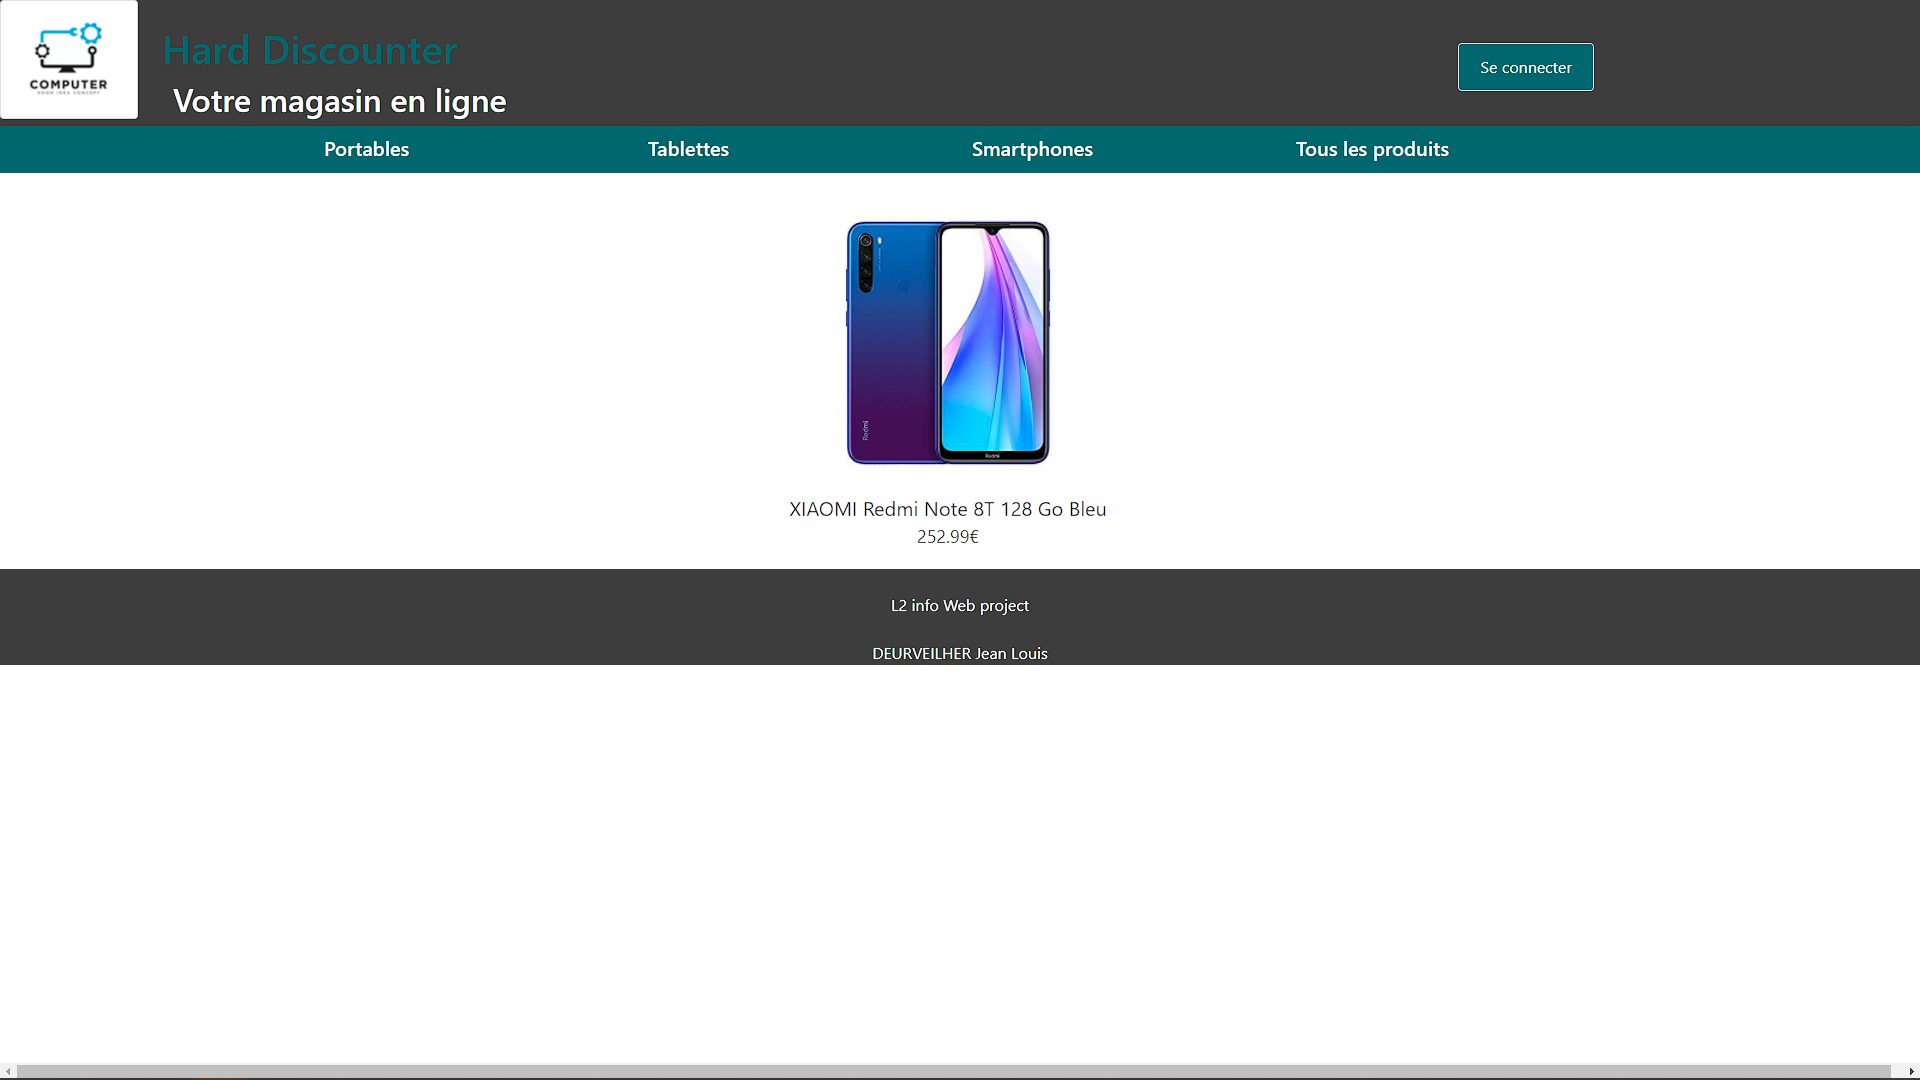 COMPUTER
Hard Discounter
Votre magasin en ligne
Se connecter
Portables
Tablettes
Smartphones
Tous les produits
Redmi
Redmi
XIAOMI Redmi Note 8T 128 Go Bleu
252.99€
L2 info Web project
DEURVEILHER Jean Louis